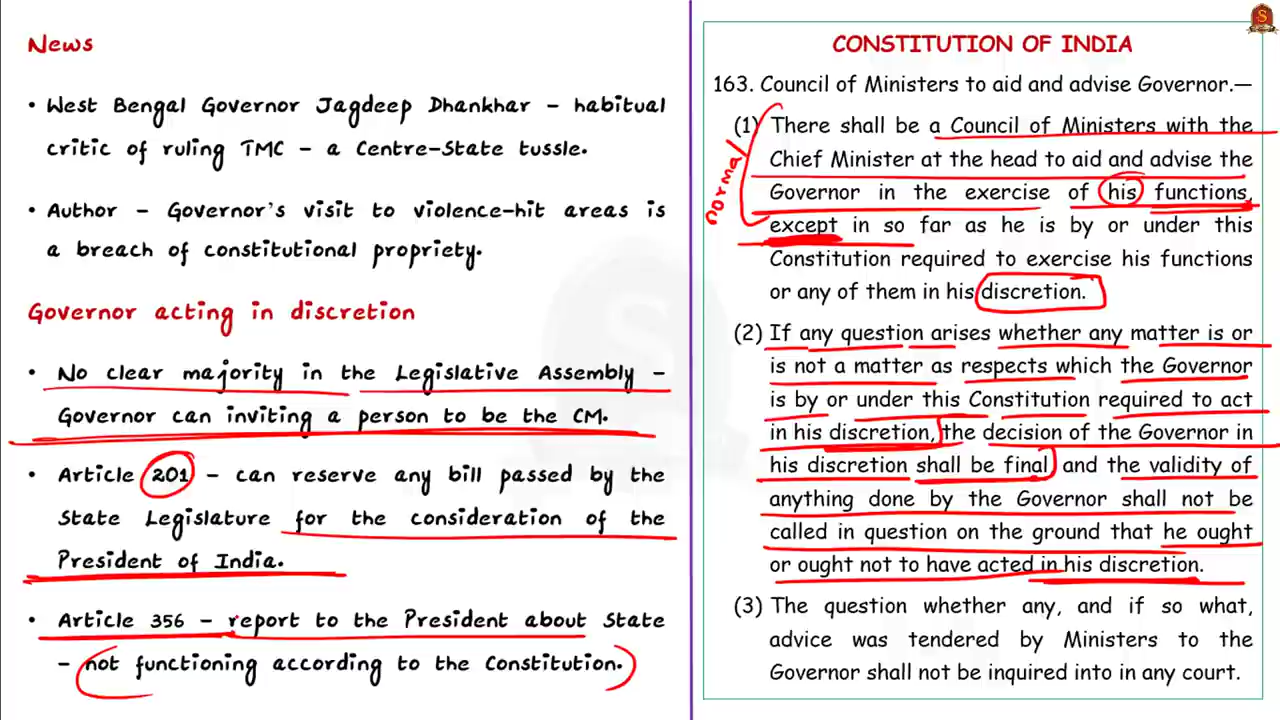 News
• West Bengal Governor Jagdeep Dhankhar – habitual
critic of ruling TMC – a Centre-State tussle.
• Author – Governor's visit to violence-hit areas is
a breach of constitutional propriety.
Governor acting in discretion
• No clear majority in the Legislative Assembly –
Governor can inviting a person to be the CM.
• Article 201 – can reserve any bill passed by the
State Legislature for the consideration of the
President of India.
• Article 356 – report to the President about State
– not functioning according to the Constitution.
S
CONSTITUTION OF INDIA
163. Council of Ministers to aid and advise Governor.—
(1) There shall be a Council of Ministers with the
Chief Minister at the head to aid and advise the
Governor in the exercise of his functions,
except in so far as he is by or under this
Constitution required to exercise his functions
or any of them in his discretion.
normal
(2) If any question arises whether any matter is or
is not a matter as respects which the Governor
is by or under this Constitution required to act
in his discretion, the decision of the Governor in
his discretion shall be final, and the validity of
anything done by the Governor shall not be
called in question on the ground that he ought
or ought not to have acted in his discretion.
(3) The question whether any, and if so what,
advice was tendered by Ministers to the
Governor shall not be inquired into in any court.